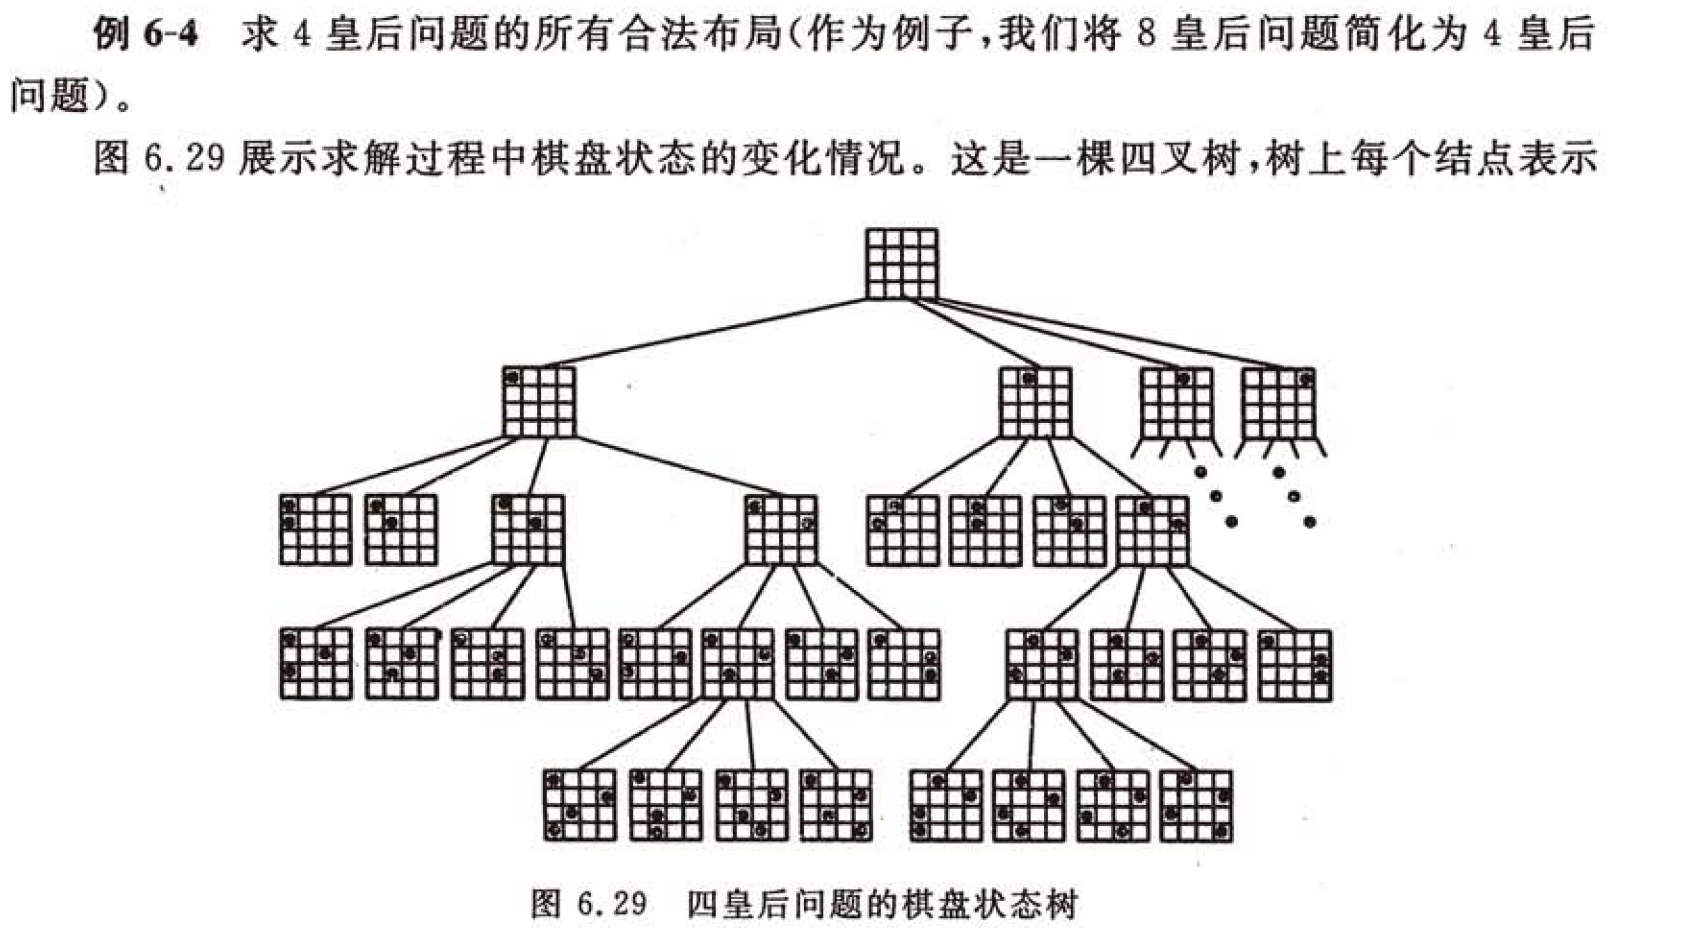 例 6-4 求 4 皇后问题的所有合法布局(作为例子,我们将 8 皇后问题简化为 4 皇后
问题)。
图 6.29 展示求解过程中棋盘状态的变化情况。这是一棵四叉树,树上每个结点表示
图 6.29 四皇后问题的棋盘状态树